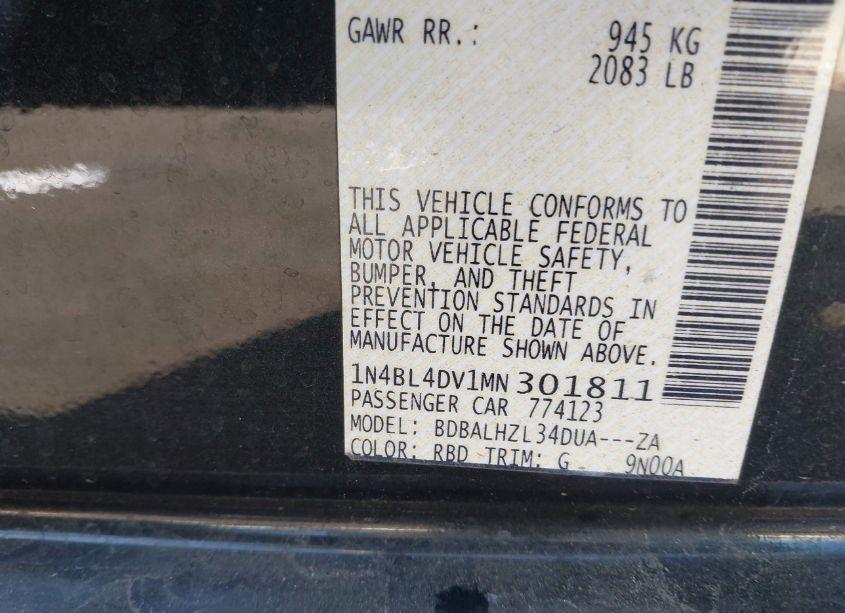 GAWR RR.: 945 KG
2083 LB
THIS VEHICLE CONFORMS TO
ALL APPLICABLE FEDERAL
MOTOR VEHICLE SAFETY,
BUMPER, AND THEFT
PREVENTION STANDARDS IN
EFFECT ON THE DATE OF
MANUFACTURE SHOWN ABOVE.
1N4BL4DV1MN301811
PASSENGER CAR 774123
MODEL: BDBALHZL34DUA---ZA
COLOR: RBD TRIM: G 9N00A